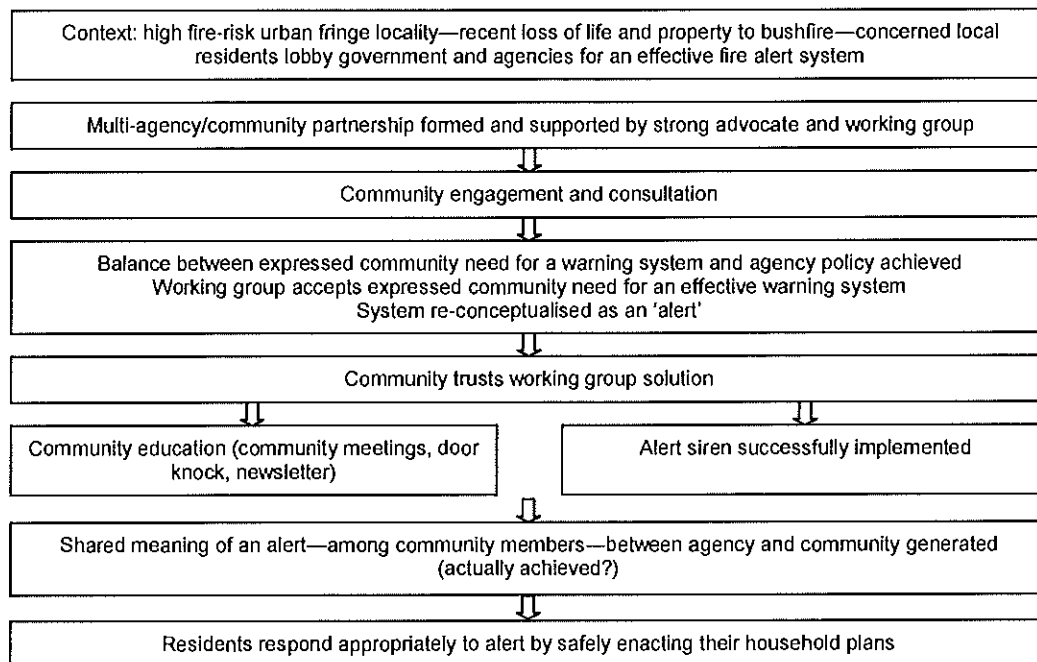 Context: high fire-risk urban fringe locality—recent loss of life and property to bushfire—concerned local
residents lobby government and agencies for an effective fire alert system
Multi-agency/community partnership formed and supported by strong advocate and working group
Community engagement and consultation
Balance between expressed community need for a warning system and agency policy achieved
Working group accepts expressed community need for an effective warning system
System re-conceptualised as an ‘alert’
Community trusts working group solution
Community education (community meetings, door
knock, newsletter)
Alert siren successfully implemented
Shared meaning of an alert—among community members—between agency and community generated
(actually achieved?)
Residents respond appropriately to alert by safely enacting their household plans